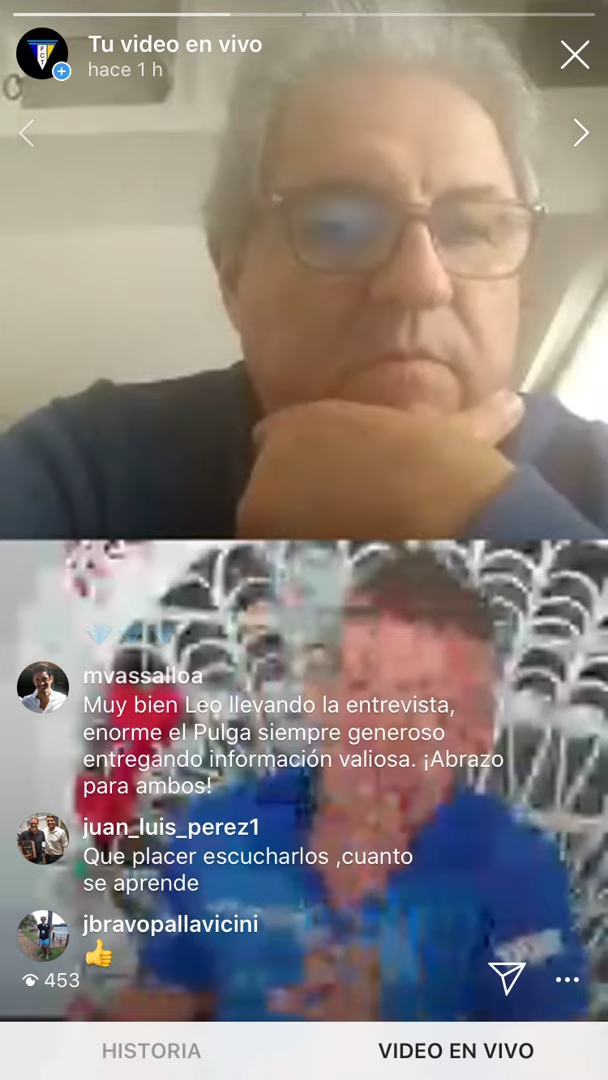 Tu video en vivo
hace 1 h
F
C
T
mvassalloa
Muy bien Leo llevando la entrevista,
enorme el Pulga siempre generoso
entregando información valiosa. ¡Abrazo
para ambos!
juan_luis_perez1
Que placer escucharlos ,cuanto
se aprende
jbravopallavicini
👍
453
HISTORIA
VIDEO EN VIVO